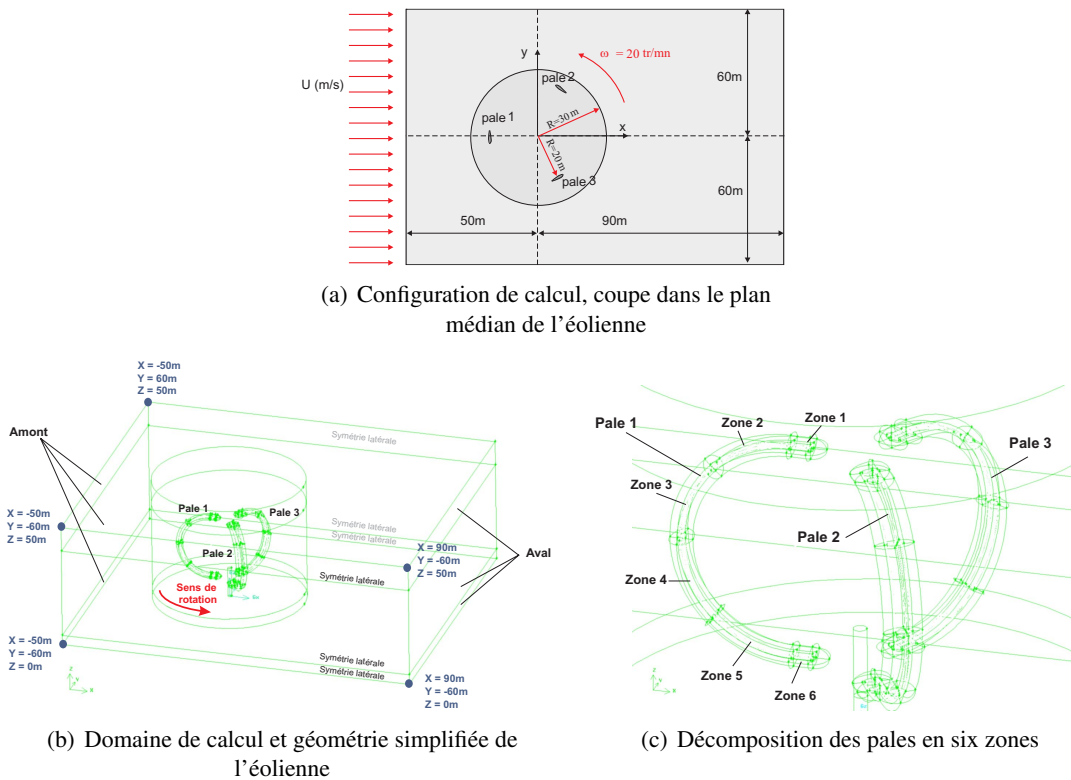 U (m/s)
y
x
ω = 20 tr/mn
pale 2
pale 1
pale 3
R=30 m
R=20 m
60m
60m
50m
90m
(a) Configuration de calcul, coupe dans le plan
médian de l'éolienne
X = -50m
Y = 60m
Z = 50m
Amont
Symétrie latérale
X = -50m
Y = -60m
Z = 50m
Pale 1
Pale 3
Pale 2
Symétrie latérale
Symétrie latérale
Symétrie latérale
X = 90m
Y = -60m
Z = 50m
Aval
Sens de
rotation
X = -50m
Y = -60m
Z = 0m
Symétrie latérale
Symétrie latérale
X = 90m
Y = -60m
Z = 0m
(b) Domaine de calcul et géométrie simplifiée de
l'éolienne
Pale 1
Zone 2
Zone 1
Pale 3
Zone 3
Pale 2
Zone 4
Zone 5
Zone 6
(c) Décomposition des pales en six zones